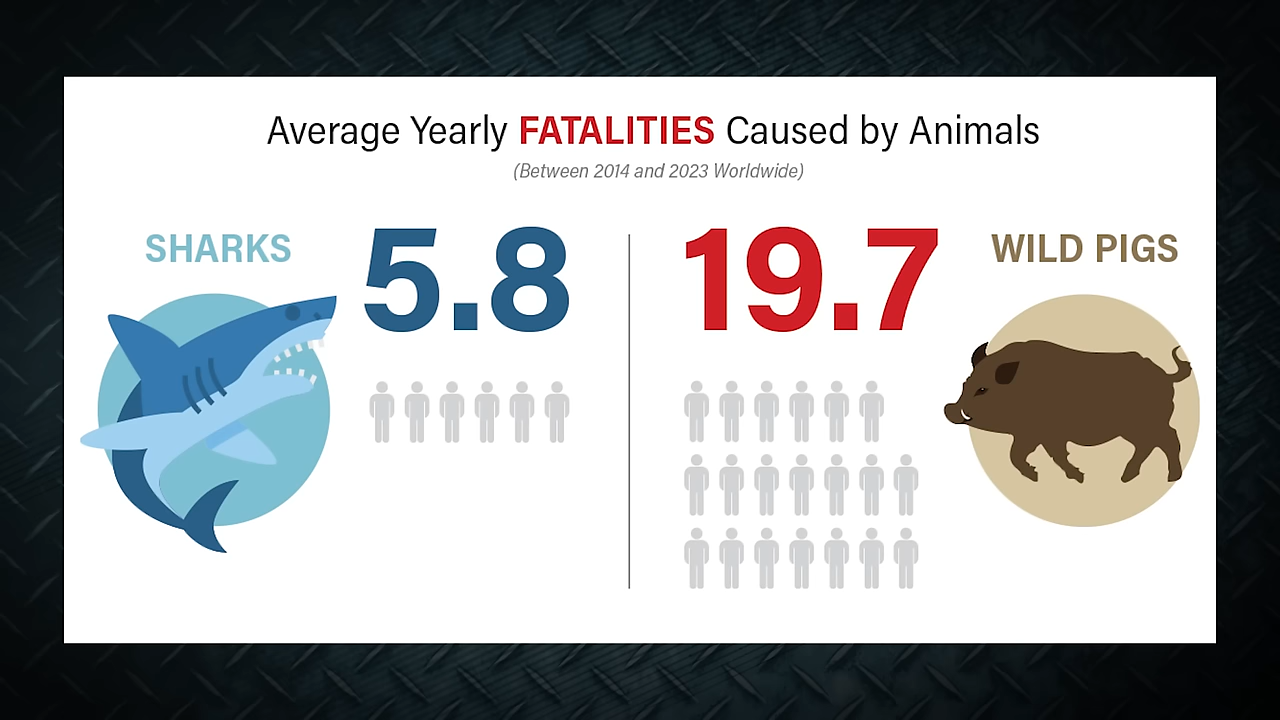 Average Yearly FATALITIES Caused by Animals
(Between 2014 and 2023 Worldwide)
SHARKS
5.8
19.7
WILD PIGS